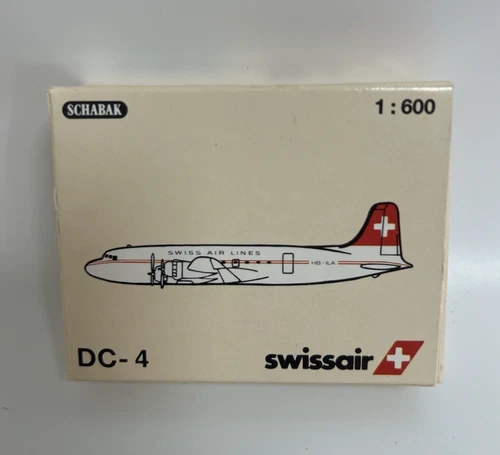 SCHABAK
1:600
SWISS AIR LINES
HB-ILA
DC-4
swissair